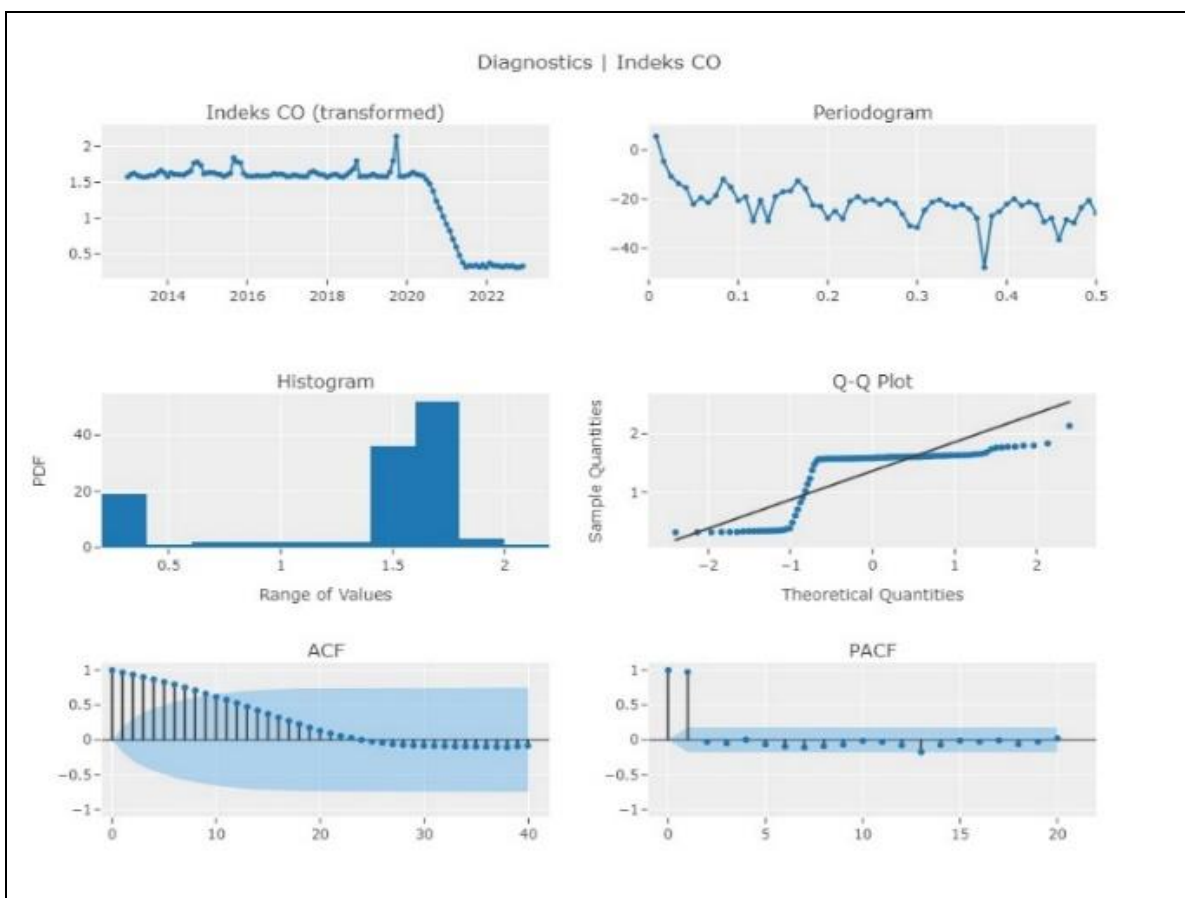 Diagnostics | Indeks CO
Indeks CO (transformed)
2
1.5
1
0.5
2014 2016 2018 2020 2022
Periodogram
0
−20
−40
0 0.1 0.2 0.3 0.4 0.5
Histogram
PDF
40
20
0
0.5 1 1.5 2
Range of Values
Q-Q Plot
Sample Quantities
2
1
−2 −1 0 1 2
Theoretical Quantities
ACF
1
0.5
0
−0.5
−1
0 10 20 30 40
PACF
1
0.5
0
−0.5
−1
0 5 10 15 20